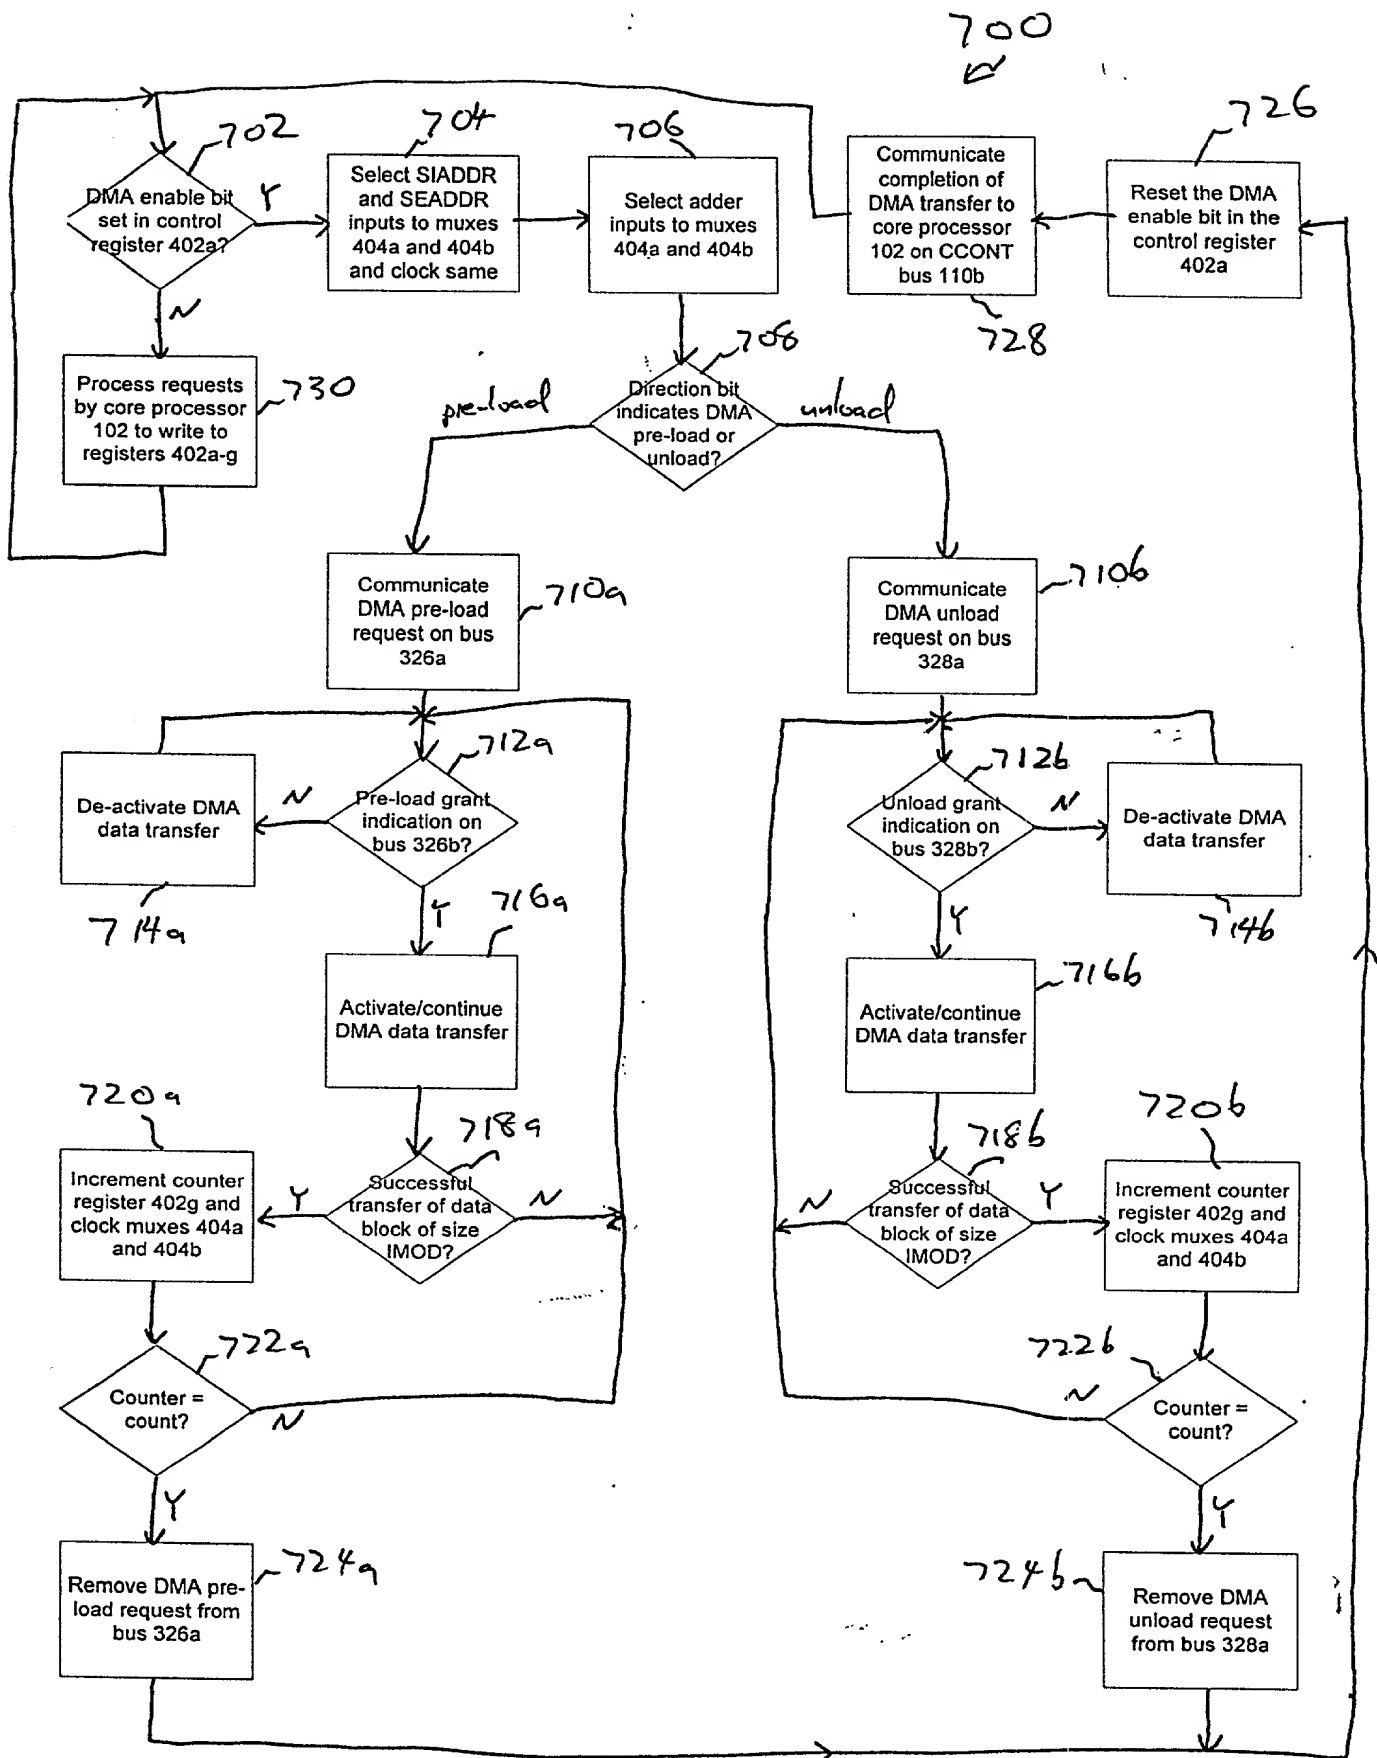 700
702
DMA enable bit
set in control
register 402a?
Y
N
704
Select SIADDR
and SEADDR
inputs to muxes
404a and 404b
and clock same
706
Select adder
inputs to muxes
404a and 404b
Communicate
completion of
DMA transfer to
core processor
102 on CCONT
bus 110b
728
726
Reset the DMA
enable bit in the
control register
402a
730
Process requests
by core processor
102 to write to
registers 402a-g
708
Direction bit
indicates DMA
pre-load or
unload?
pre-load
unload
710a
Communicate
DMA pre-load
request on bus
326a
710b
Communicate
DMA unload
request on bus
328a
712a
Pre-load grant
indication on
bus 326b?
N
Y
De-activate DMA
data transfer
714a
712b
Unload grant
indication on
bus 328b?
N
Y
De-activate DMA
data transfer
714b
716a
Activate/continue
DMA data transfer
716b
Activate/continue
DMA data transfer
720a
Increment counter
register 402g and
clock muxes 404a
and 404b
718a
Successful
transfer of data
block of size
IMOD?
Y
N
718b
Successful
transfer of data
block of size
IMOD?
N
Y
720b
Increment counter
register 402g and
clock muxes 404a
and 404b
722a
Counter =
count?
N
Y
722b
Counter =
count?
N
Y
724a
Remove DMA pre-
load request from
bus 326a
724b
Remove DMA
unload request
from bus 328a